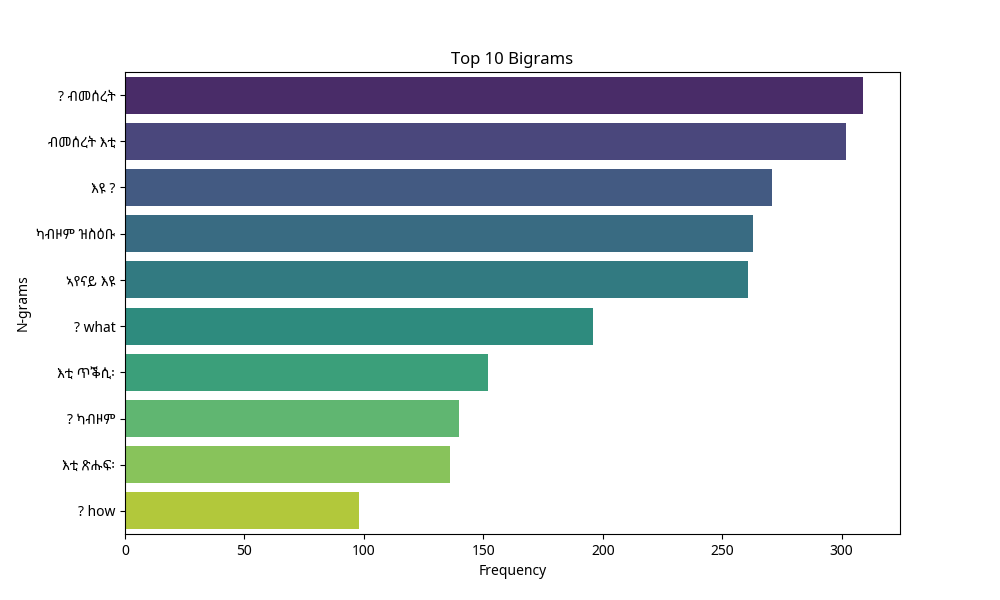 Top 10 Bigrams
? ብመሰረት
ብመሰረት እቲ
እዩ ?
ካብዞም ዝስዕቡ
ኣየናይ እዩ
? what
እቲ ጥቕሲ፡
? ካብዞም
እቲ ጽሑፍ፡
? how
N-grams
0 50 100 150 200 250 300
Frequency